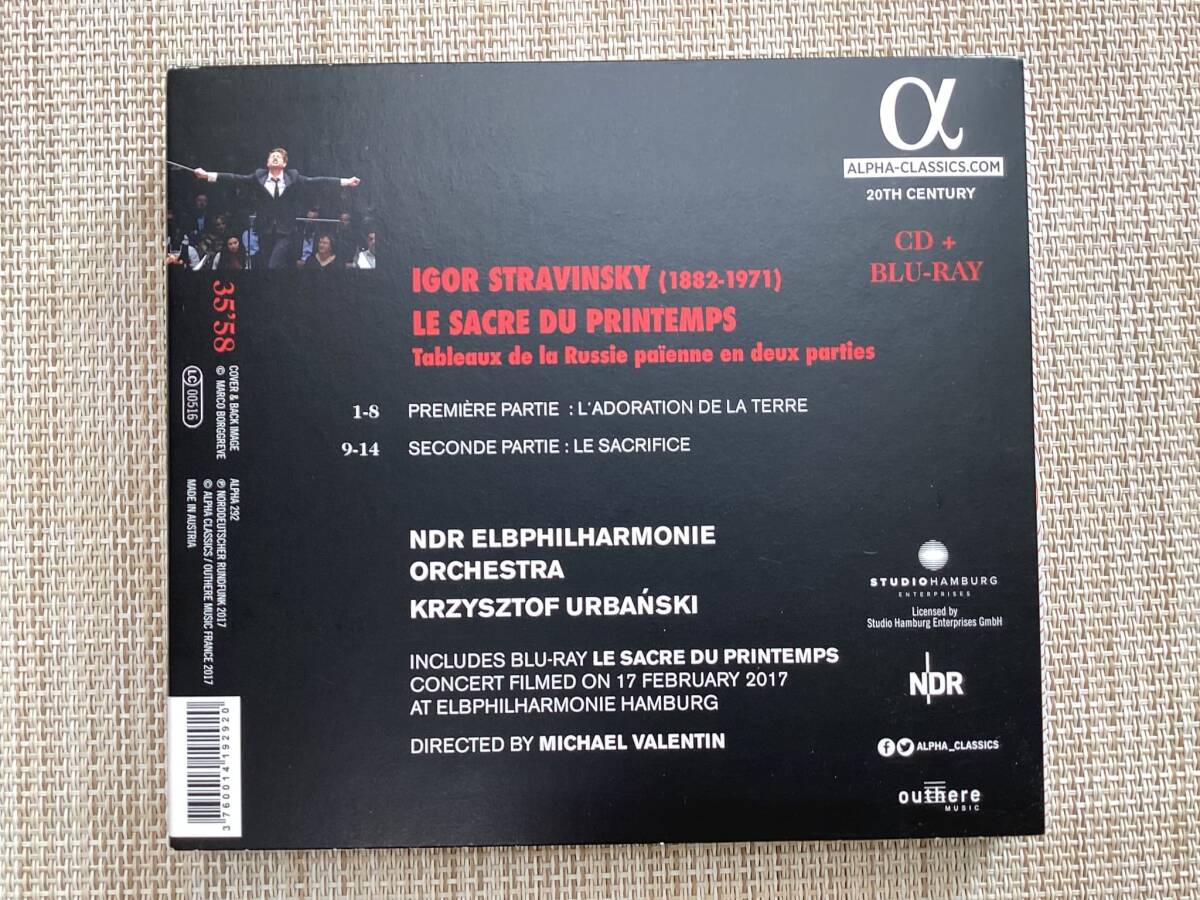 α
ALPHA-CLASSICS.COM
20TH CENTURY
CD +
BLU-RAY
IGOR STRAVINSKY (1882-1971)
LE SACRE DU PRINTEMPS
Tableaux de la Russie païenne en deux parties
1-8 PREMIÈRE PARTIE : L'ADORATION DE LA TERRE
9-14 SECONDE PARTIE : LE SACRIFICE
NDR ELBPHILHARMONIE
ORCHESTRA
KRZYSZTOF URBAŃSKI
INCLUDES BLU-RAY LE SACRE DU PRINTEMPS
CONCERT FILMED ON 17 FEBRUARY 2017
AT ELBPHILHARMONIE HAMBURG
DIRECTED BY MICHAEL VALENTIN
35'58
LC 00516
COVER & BACK IMAGE
© MARCO BORGGREVE
ALPHA 292
℗ NORDDEUTSCHER RUNDFUNK 2017
© ALPHA CLASSICS / OUTHERE MUSIC FRANCE 2017
MADE IN AUSTRIA
3 760014 192920
STUDIO HAMBURG
ENTERPRISES
Licensed by
Studio Hamburg Enterprises GmbH
NDR
ALPHA_CLASSICS
outhere
MUSIC